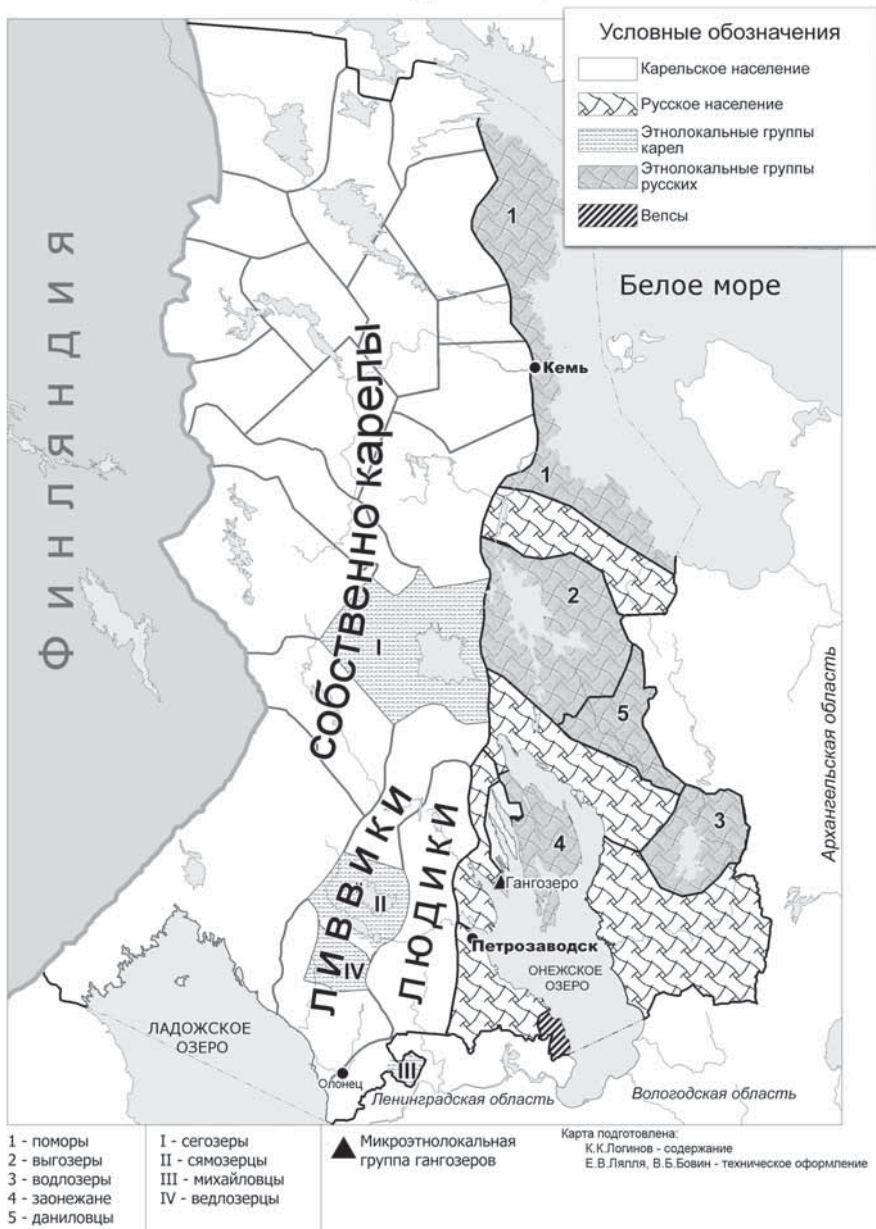 Условные обозначения
Карельское население
Русское население
Этнолокальные группы
карел
Этнолокальные группы
русских
Вепсы
Финляндия
Белое море
1
Кемь
1
собственно карелы
I
2
5
3
4
Архангельская область
ЛИВВИКИ
ЛЮДИКИ
II
IV
Гангозеро
Петрозаводск
ОНЕЖСКОЕ
ОЗЕРО
ЛАДОЖСКОЕ
ОЗЕРО
Олонец
III
Ленинградская область
Вологодская область
1 - поморы
2 - выгозеры
3 - водлозеры
4 - заонежане
5 - даниловцы
I - сегозеры
II - сямозерцы
III - михайловцы
IV - ведлозерцы
Микроэтнолокальная
группа гангозеров
Карта подготовлена:
К.К.Логинов - содержание
Е.В.Ляпля, В.Б.Бовин - техническое оформление